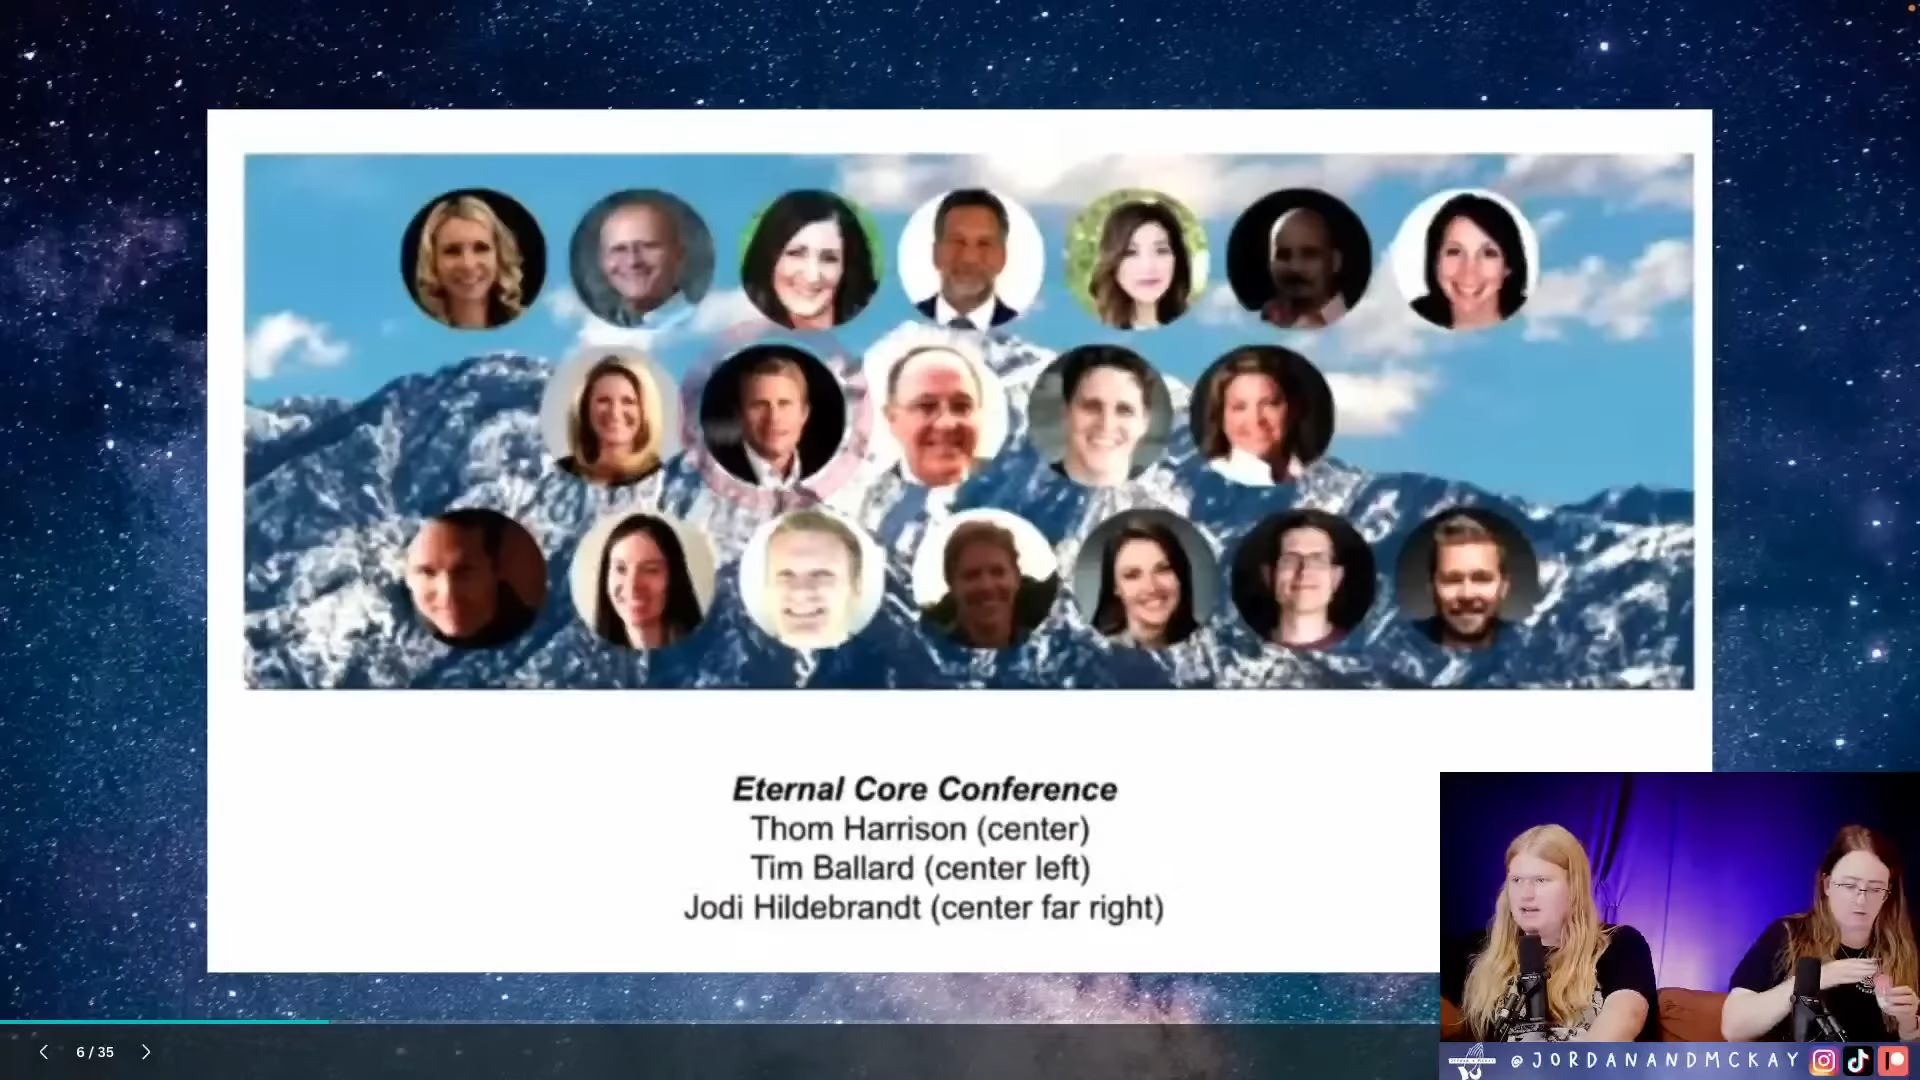 Eternal Core Conference
Thom Harrison (center)
Tim Ballard (center left)
Jodi Hildebrandt (center far right)
6 / 35
@JORDANANDMCKAY